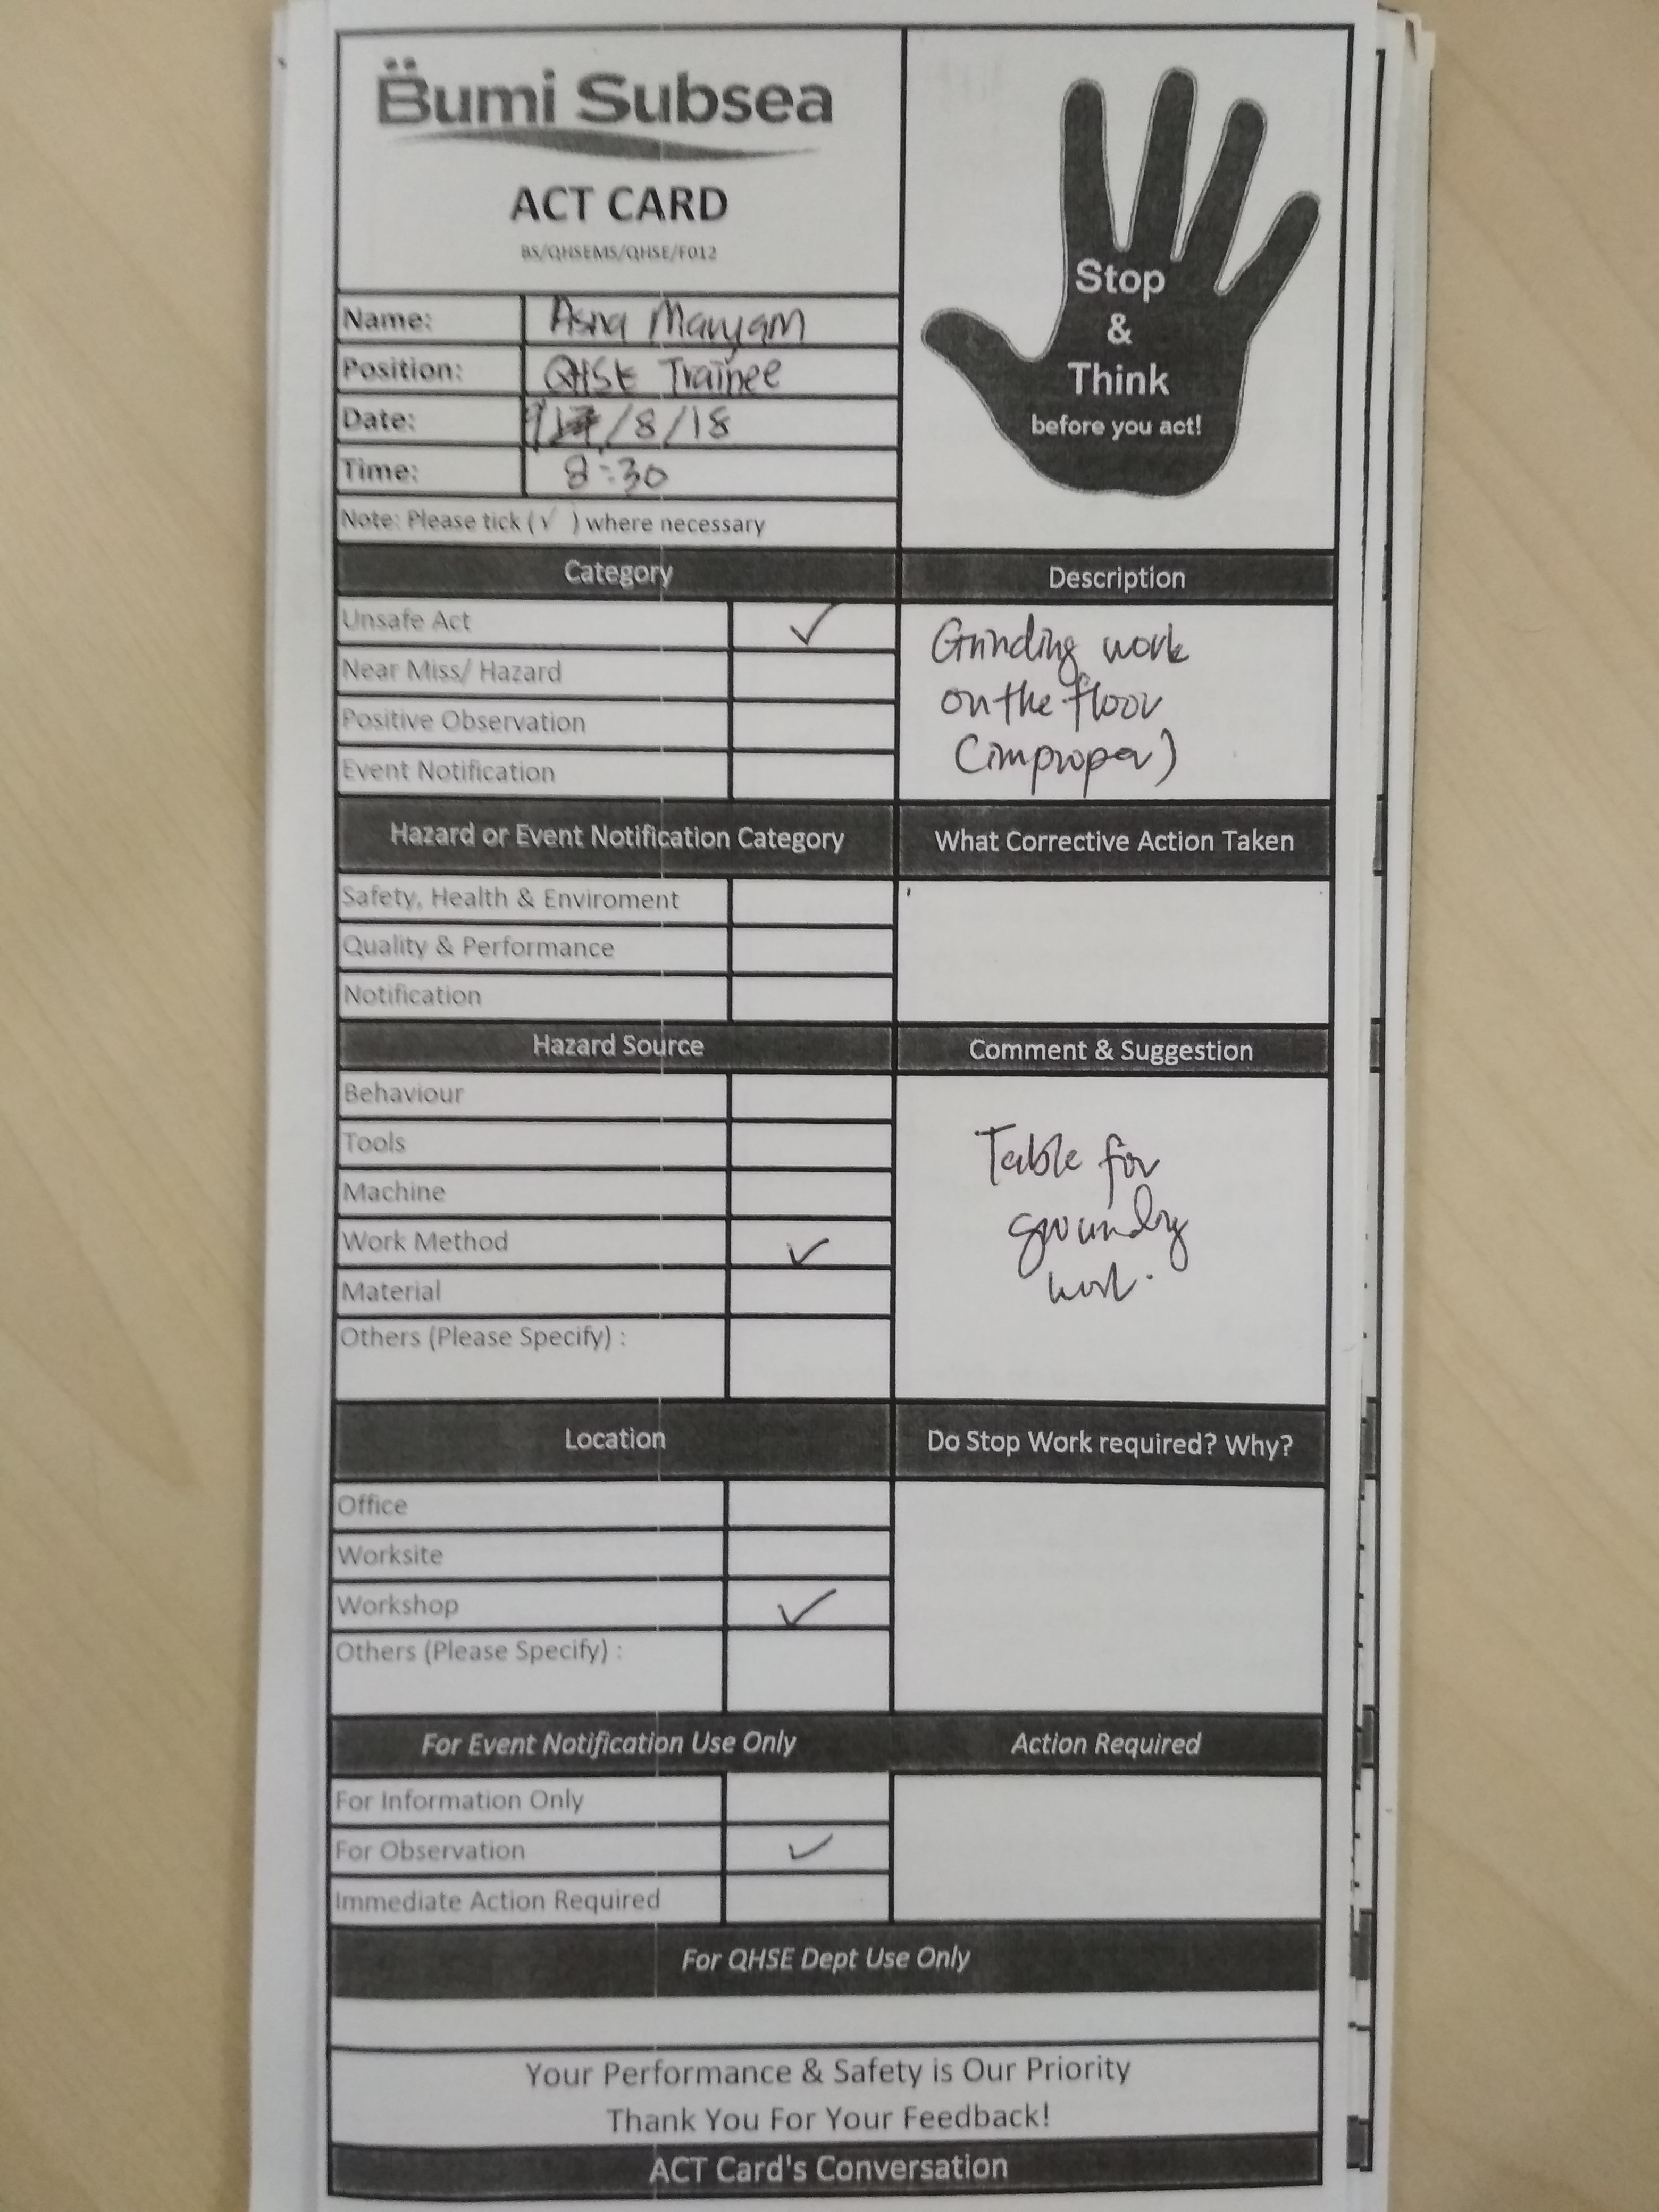 Bumi Subsea
ACT CARD
BS/QHSEMS/QHSE/F012
Stop
&
Think
before you act!
Name: Asna Maryam
Position: QHSE Trainee
Date: /8/18
Time: 8:30
Note: Please tick (√ ) where necessary
Category
Description
Unsafe Act ✓
Near Miss/ Hazard
Positive Observation
Event Notification
Grinding work
on the floor
(improper)
Hazard or Event Notification Category
What Corrective Action Taken
Safety, Health & Enviroment
Quality & Performance
Notification
Hazard Source
Comment & Suggestion
Behaviour
Tools
Machine
Work Method ✓
Material
Others (Please Specify) :
Table for
work.
Location
Do Stop Work required? Why?
Office
Worksite
Workshop ✓
Others (Please Specify) :
For Event Notification Use Only
Action Required
For Information Only
For Observation ✓
Immediate Action Required
For QHSE Dept Use Only
Your Performance & Safety is Our Priority
Thank You For Your Feedback!
ACT Card's Conversation